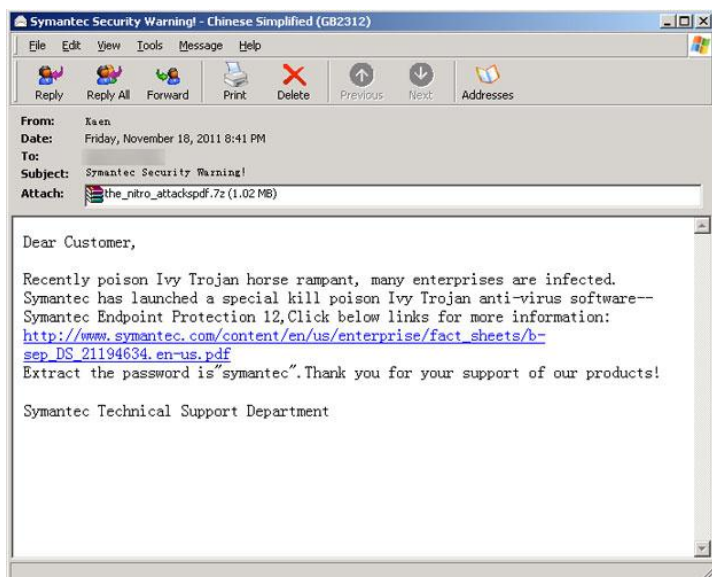 Symantec Security Warning! - Chinese Simplified (GB2312)
File Edit View Tools Message Help
Reply Reply All Forward Print Delete Previous Next Addresses
From: Kaen
Date: Friday, November 18, 2011 8:41 PM
To:
Subject: Symantec Security Warning!
Attach: the_nitro_attackspdf.7z (1.02 MB)
Dear Customer,
Recently poison Ivy Trojan horse rampant, many enterprises are infected.
Symantec has launched a special kill poison Ivy Trojan anti-virus software--
Symantec Endpoint Protection 12,Click below links for more information:
http://www.symantec.com/content/en/us/enterprise/fact_sheets/b-
sep_DS_21194634.en-us.pdf
Extract the password is"symantec".Thank you for your support of our products!
Symantec Technical Support Department